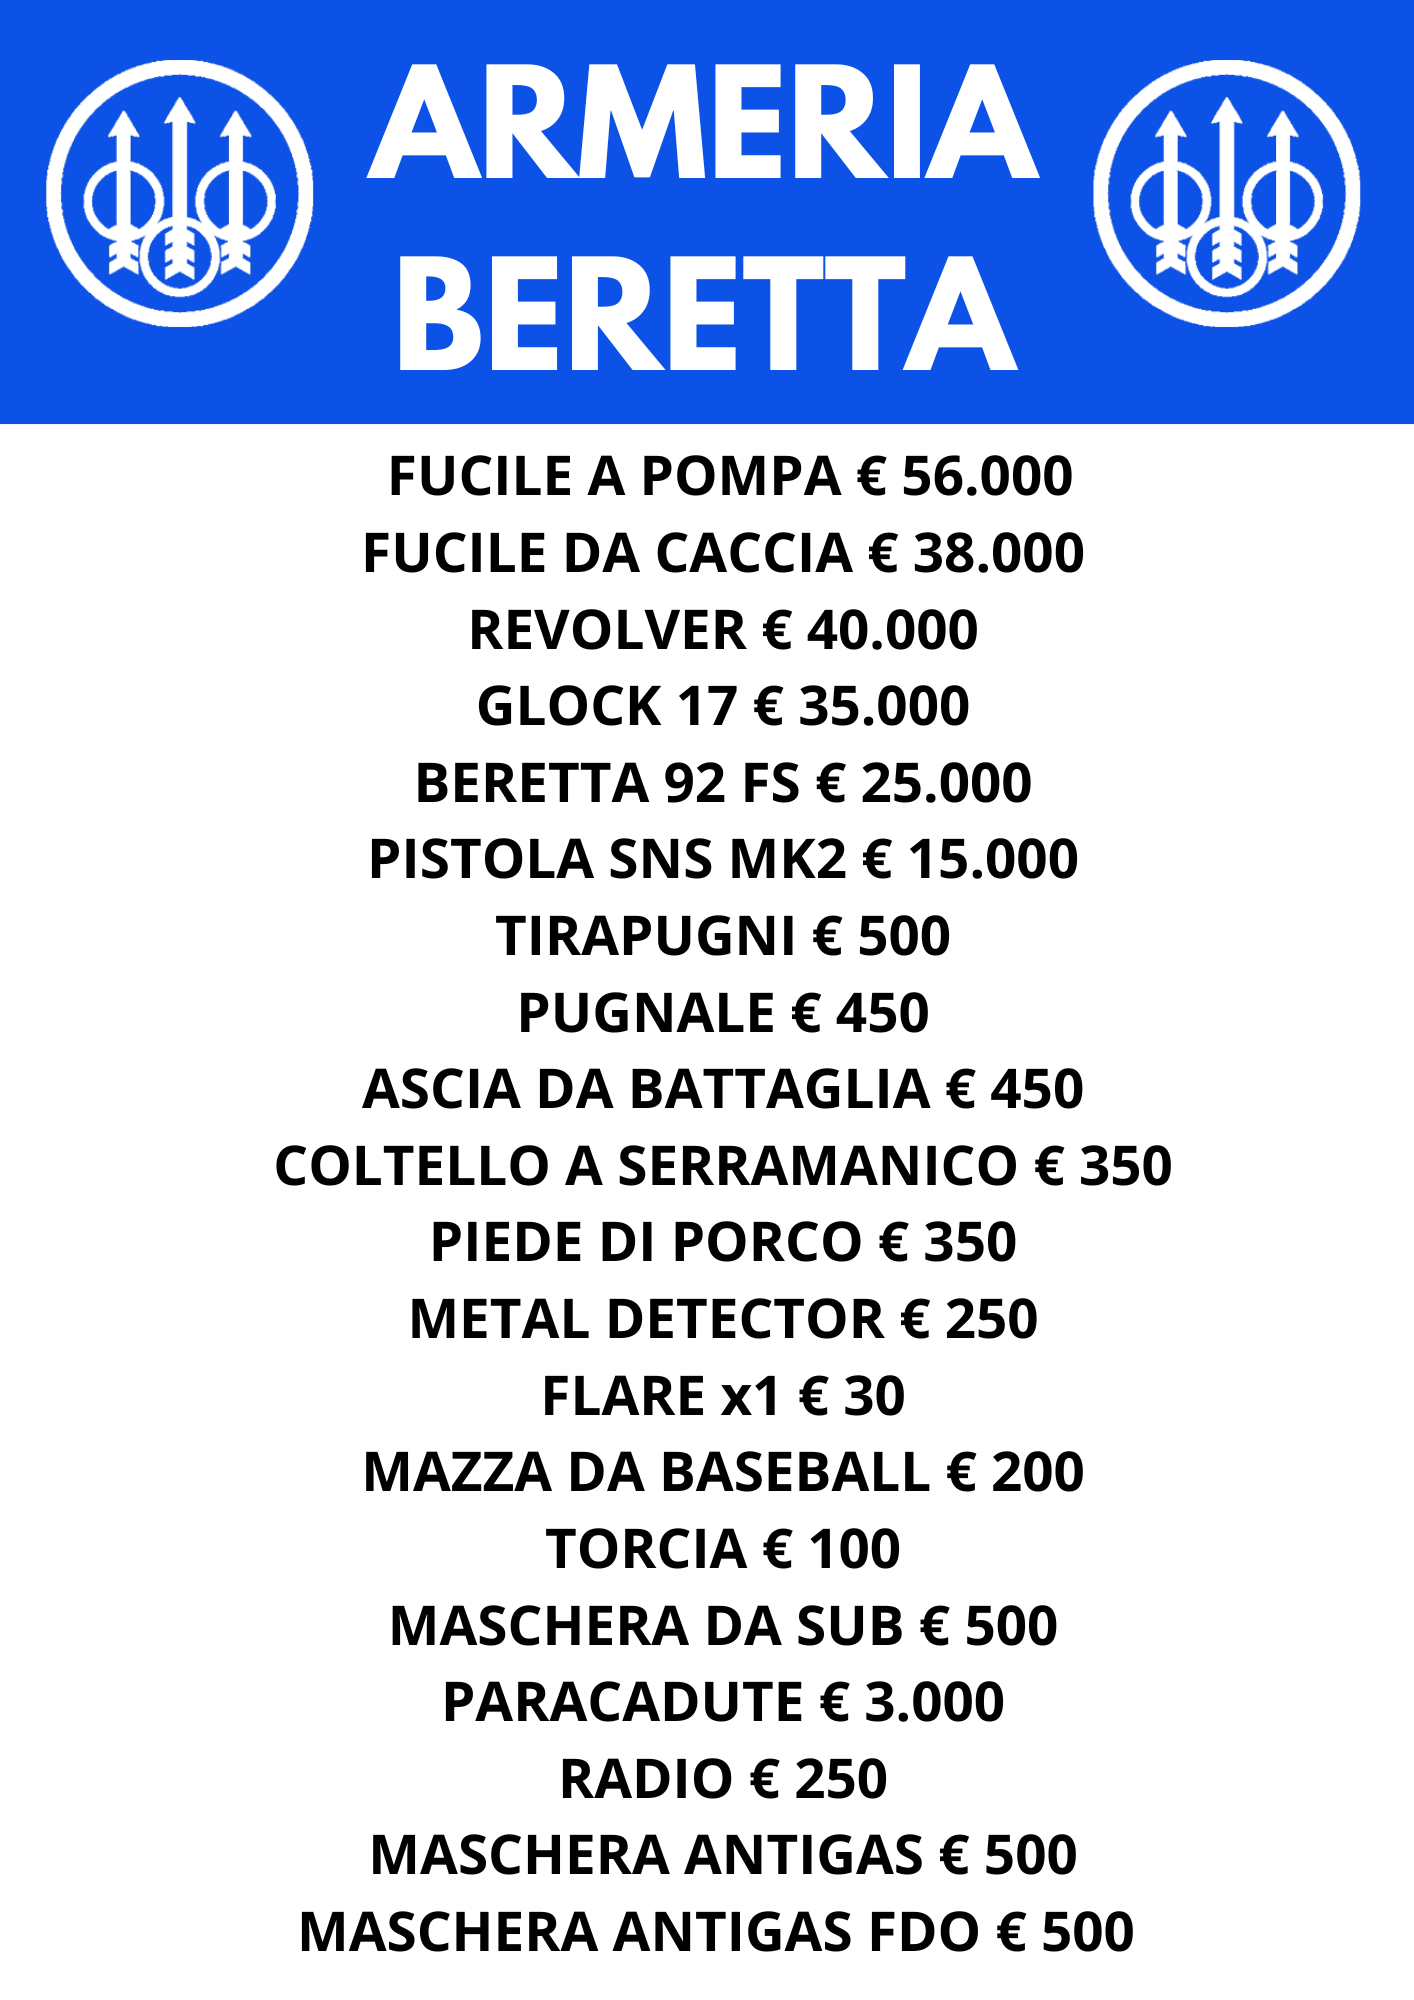 ARMERIA
BERETTA
FUCILE A POMPA € 56.000
FUCILE DA CACCIA € 38.000
REVOLVER € 40.000
GLOCK 17 € 35.000
BERETTA 92 FS € 25.000
PISTOLA SNS MK2 € 15.000
TIRAPUGNI € 500
PUGNALE € 450
ASCIA DA BATTAGLIA € 450
COLTELLO A SERRAMANICO € 350
PIEDE DI PORCO € 350
METAL DETECTOR € 250
FLARE x1 € 30
MAZZA DA BASEBALL € 200
TORCIA € 100
MASCHERA DA SUB € 500
PARACADUTE € 3.000
RADIO € 250
MASCHERA ANTIGAS € 500
MASCHERA ANTIGAS FDO € 500